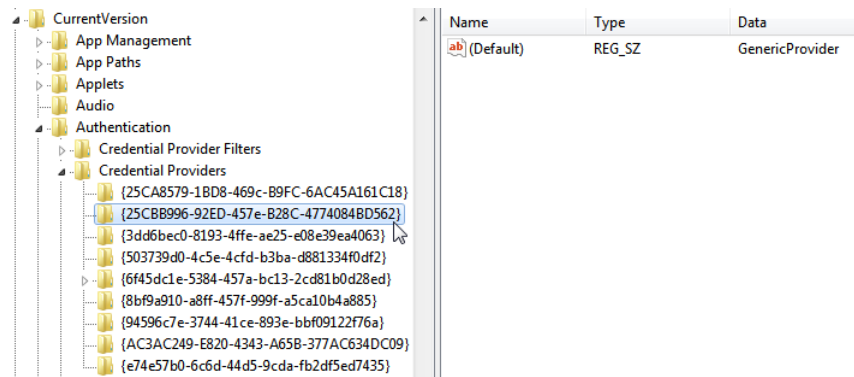 CurrentVersion
App Management
App Paths
Applets
Audio
Authentication
Credential Provider Filters
Credential Providers
{25CA8579-1BD8-469c-B9FC-6AC45A161C18}
{25CBB996-92ED-457e-B28C-4774084BD562}
{3dd6bec0-8193-4ffe-ae25-e08e39ea4063}
{503739d0-4c5e-4cfd-b3ba-d881334f0df2}
{6f45dc1e-5384-457a-bc13-2cd81b0d28ed}
{8bf9a910-a8ff-457f-999f-a5ca10b4a885}
{94596c7e-3744-41ce-893e-bbf09122f76a}
{AC3AC249-E820-4343-A65B-377AC634DC09}
{e74e57b0-6c6d-44d5-9cda-fb2df5ed7435}
Name Type Data
ab (Default) REG_SZ GenericProvider